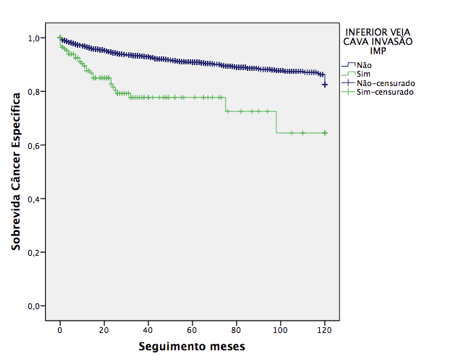 INFERIOR VEIA
CAVA INVASÃO
IMP
Não
Sim
Não-censurado
Sim-censurado
Sobrevida Câncer Específica
1,0
0,8
0,6
0,4
0,2
0,0
0 20 40 60 80 100 120
Seguimento meses